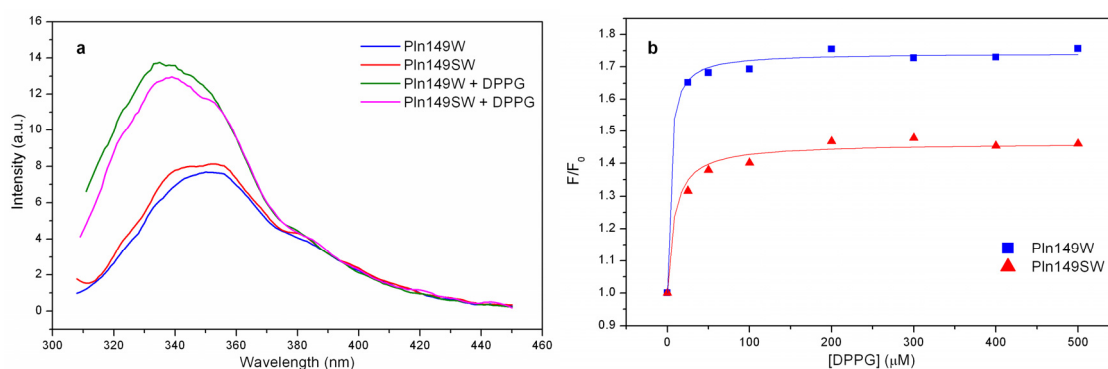 a
Pln149W
Pln149SW
Pln149W + DPPG
Pln149SW + DPPG
Intensity (a.u.)
16
14
12
10
8
6
4
2
0
300
320
340
360
380
400
420
440
460
Wavelength (nm)
b
F/F₀
1.8
1.7
1.6
1.5
1.4
1.3
1.2
1.1
1.0
0.9
Pln149W
Pln149SW
0
100
200
300
400
500
[DPPG] (µM)